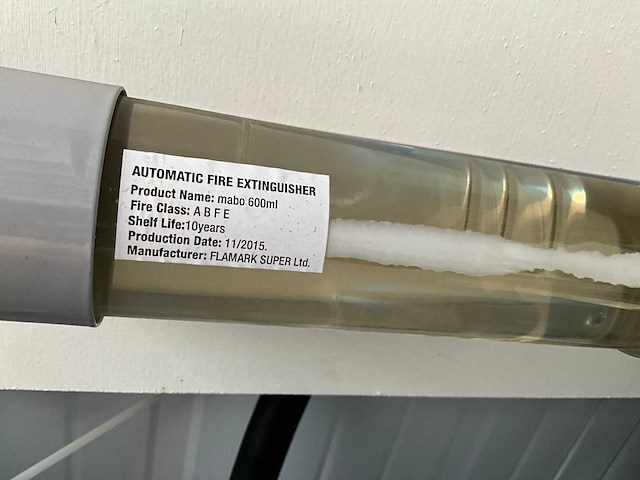 AUTOMATIC FIRE EXTINGUISHER
Product Name: mabo 600ml
Fire Class: A B F E
Shelf Life:10years
Production Date: 11/2015.
Manufacturer: FLAMARK SUPER Ltd.